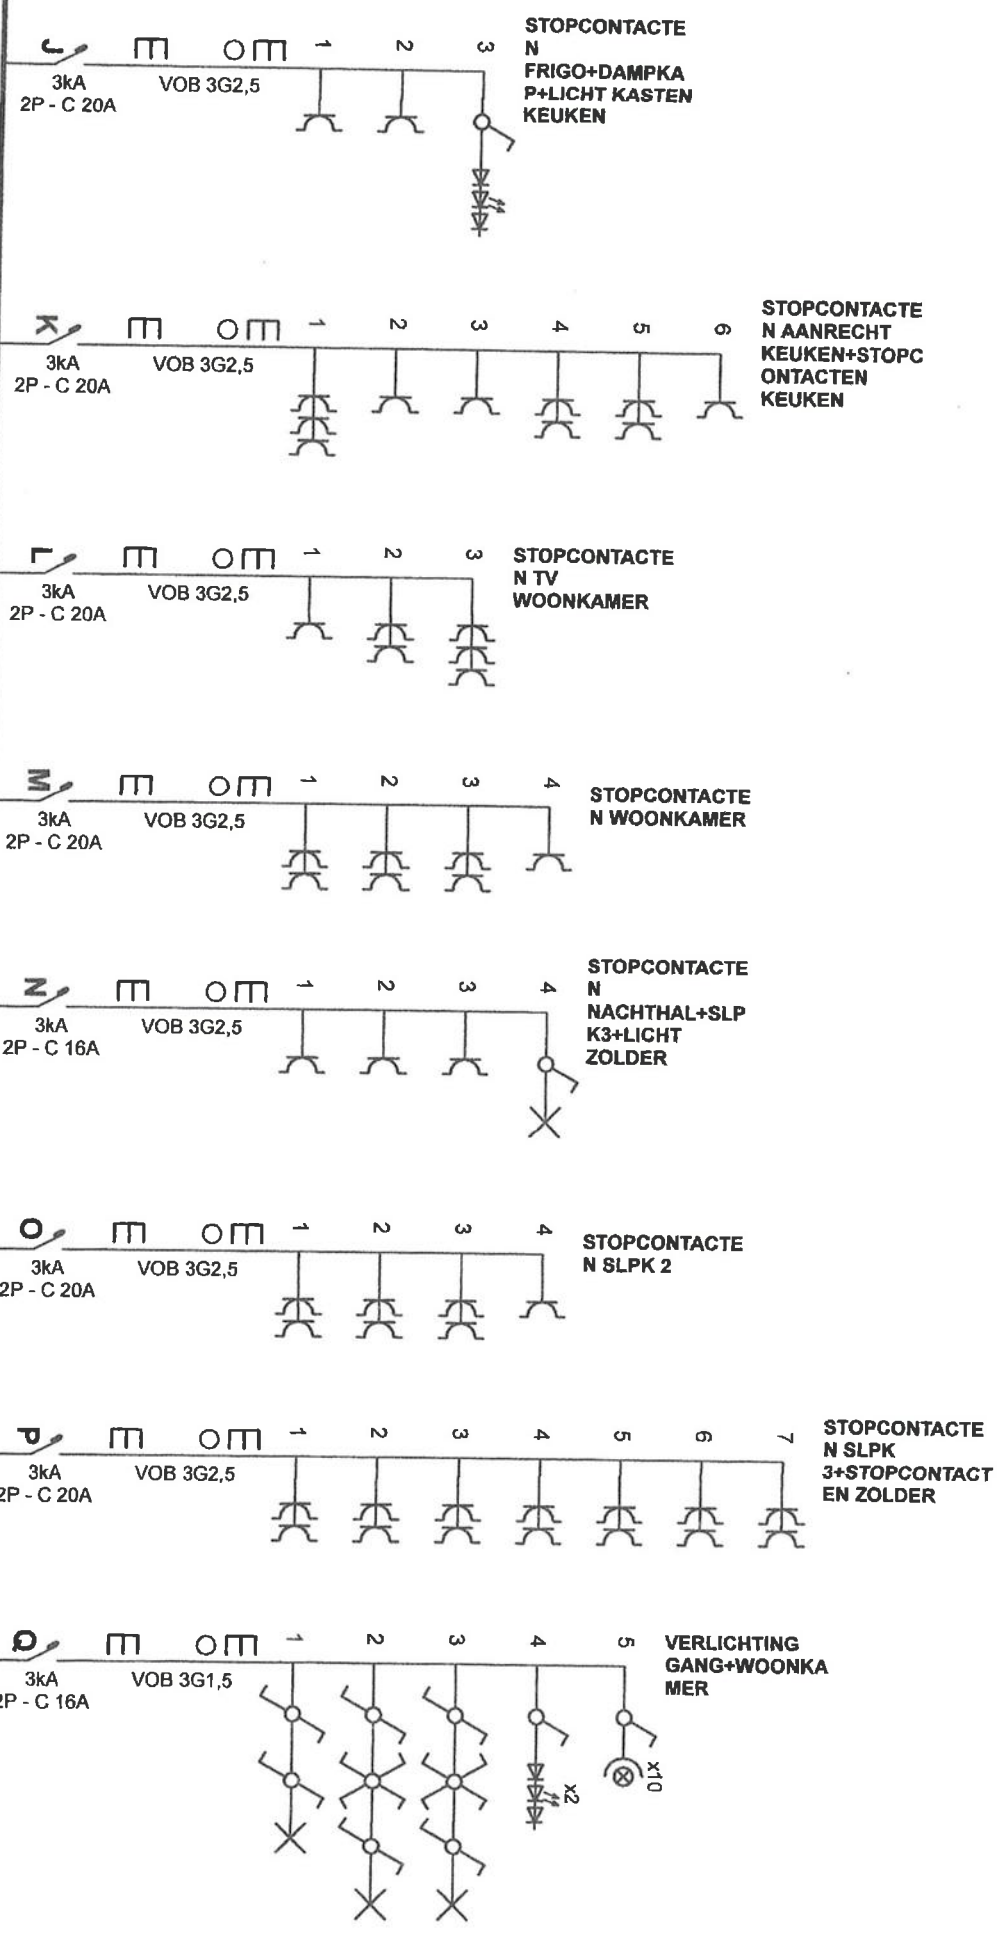 J
1 2 3
3kA
2P - C 20A
VOB 3G2,5
STOPCONTACTE
N
FRIGO+DAMPKA
P+LICHT KASTEN
KEUKEN
K
1 2 3 4 5 6
3kA
2P - C 20A
VOB 3G2,5
STOPCONTACTE
N AANRECHT
KEUKEN+STOPC
ONTACTEN
KEUKEN
L
1 2 3
3kA
2P - C 20A
VOB 3G2,5
STOPCONTACTE
N TV
WOONKAMER
M
1 2 3 4
3kA
2P - C 20A
VOB 3G2,5
STOPCONTACTE
N WOONKAMER
N
1 2 3 4
3kA
2P - C 16A
VOB 3G2,5
STOPCONTACTE
N
NACHTHAL+SLP
K3+LICHT
ZOLDER
O
1 2 3 4
3kA
2P - C 20A
VOB 3G2,5
STOPCONTACTE
N SLPK 2
P
1 2 3 4 5 6 7
3kA
2P - C 20A
VOB 3G2,5
STOPCONTACTE
N SLPK
3+STOPCONTACT
EN ZOLDER
Q
1 2 3 4 5
3kA
2P - C 16A
VOB 3G1,5
VERLICHTING
GANG+WOONKA
MER
x2
x10